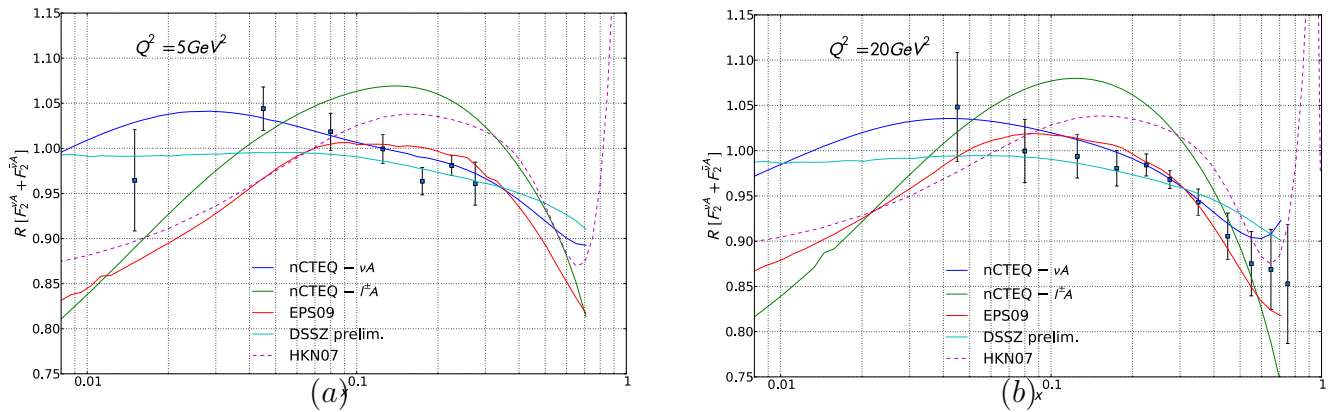 Q² = 5GeV²
R [F₂^νA + F₂^ν̄A]
1.15
1.10
1.05
1.00
0.95
0.90
0.85
0.80
0.75
nCTEQ − νA
nCTEQ − l±A
EPS09
DSSZ prelim.
HKN07
0.01
0.1
1
x
(a)
Q² = 20GeV²
R [F₂^νA + F₂^ν̄A]
1.15
1.10
1.05
1.00
0.95
0.90
0.85
0.80
0.75
nCTEQ − νA
nCTEQ − l±A
EPS09
DSSZ prelim.
HKN07
0.01
0.1
1
x
(b)